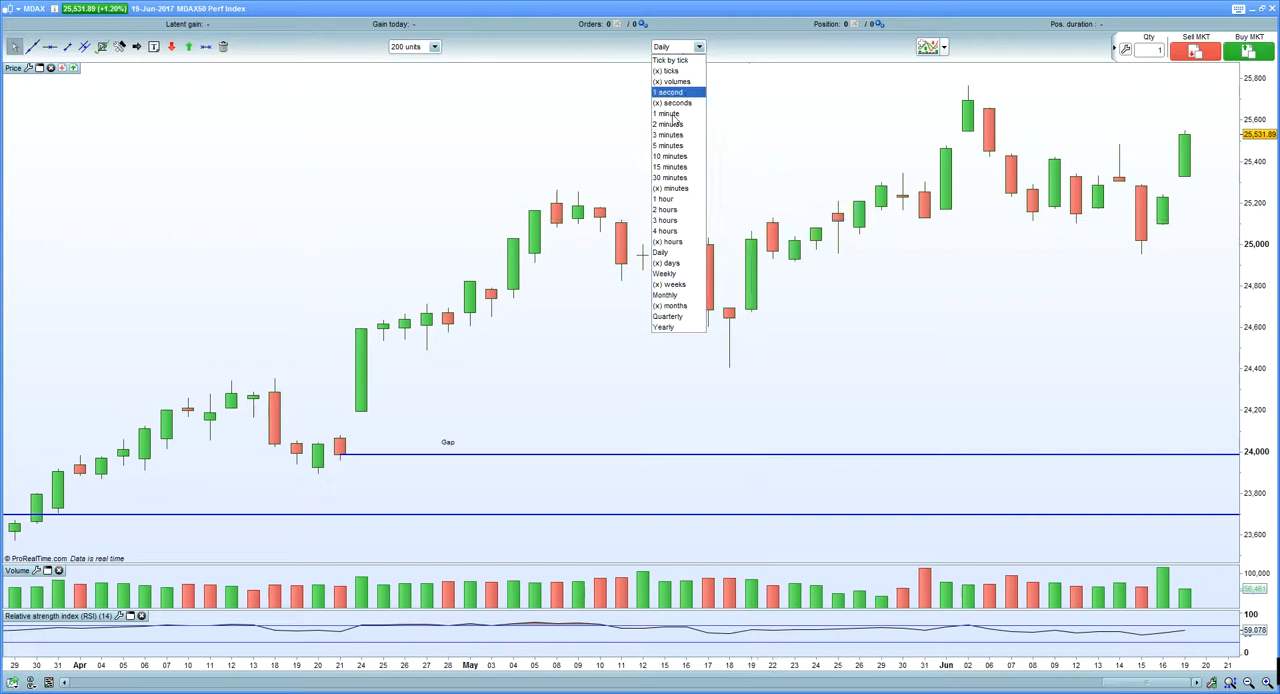 MDAX 25,531.89 (+1.20%) 19-Jun-2017 MDAX50 Perf Index
Latent gain: - Gain today: - Orders: 0 / 0 Position: 0 / 0 Pos. duration : -
200 units Daily Qty Sell MKT Buy MKT
1
Price
Tick by tick
(x) ticks
(x) volumes
1 second
(x) seconds
1 minute
2 minutes
3 minutes
5 minutes
10 minutes
15 minutes
30 minutes
(x) minutes
1 hour
2 hours
3 hours
4 hours
(x) hours
Daily
(x) days
Weekly
(x) weeks
Monthly
(x) months
Quarterly
Yearly
25,800
25,600
25,531.89
25,400
25,200
25,000
24,800
24,600
24,400
24,200
24,000
23,800
23,600
Gap
© ProRealTime.com Data is real time
Volume
100,000
56,461
Relative strength index (RSI) (14)
100
59.078
0
29 30 31 Apr 04 05 06 07 10 11 12 13 18 19 20 21 24 25 26 27 28 May 03 04 05 08 09 10 11 12 15 16 17 18 19 22 23 24 25 26 29 30 31 Jun 02 06 07 08 09 12 13 14 15 16 19 20 21